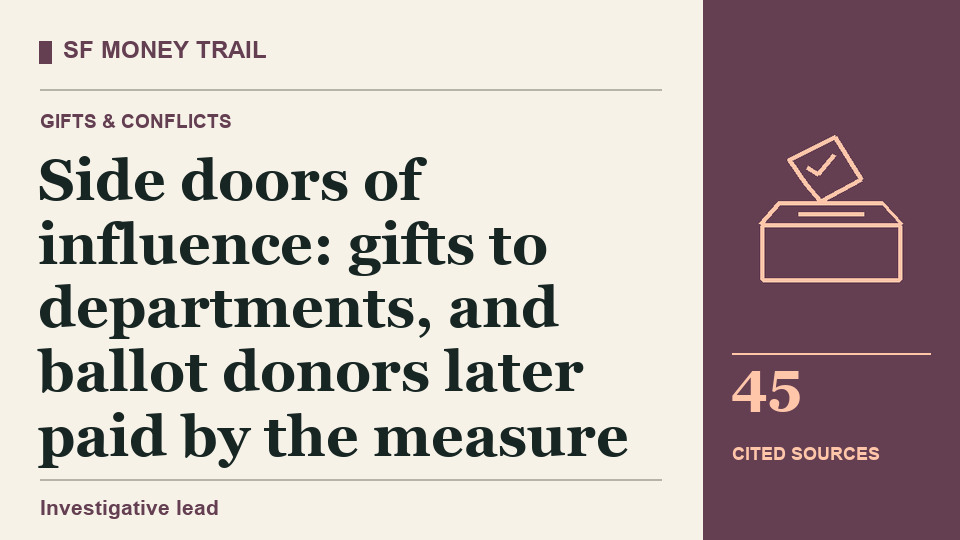 SF MONEY TRAIL
GIFTS & CONFLICTS
Side doors of
influence: gifts to
departments, and
ballot donors later
paid by the measure
Investigative lead
45
CITED SOURCES